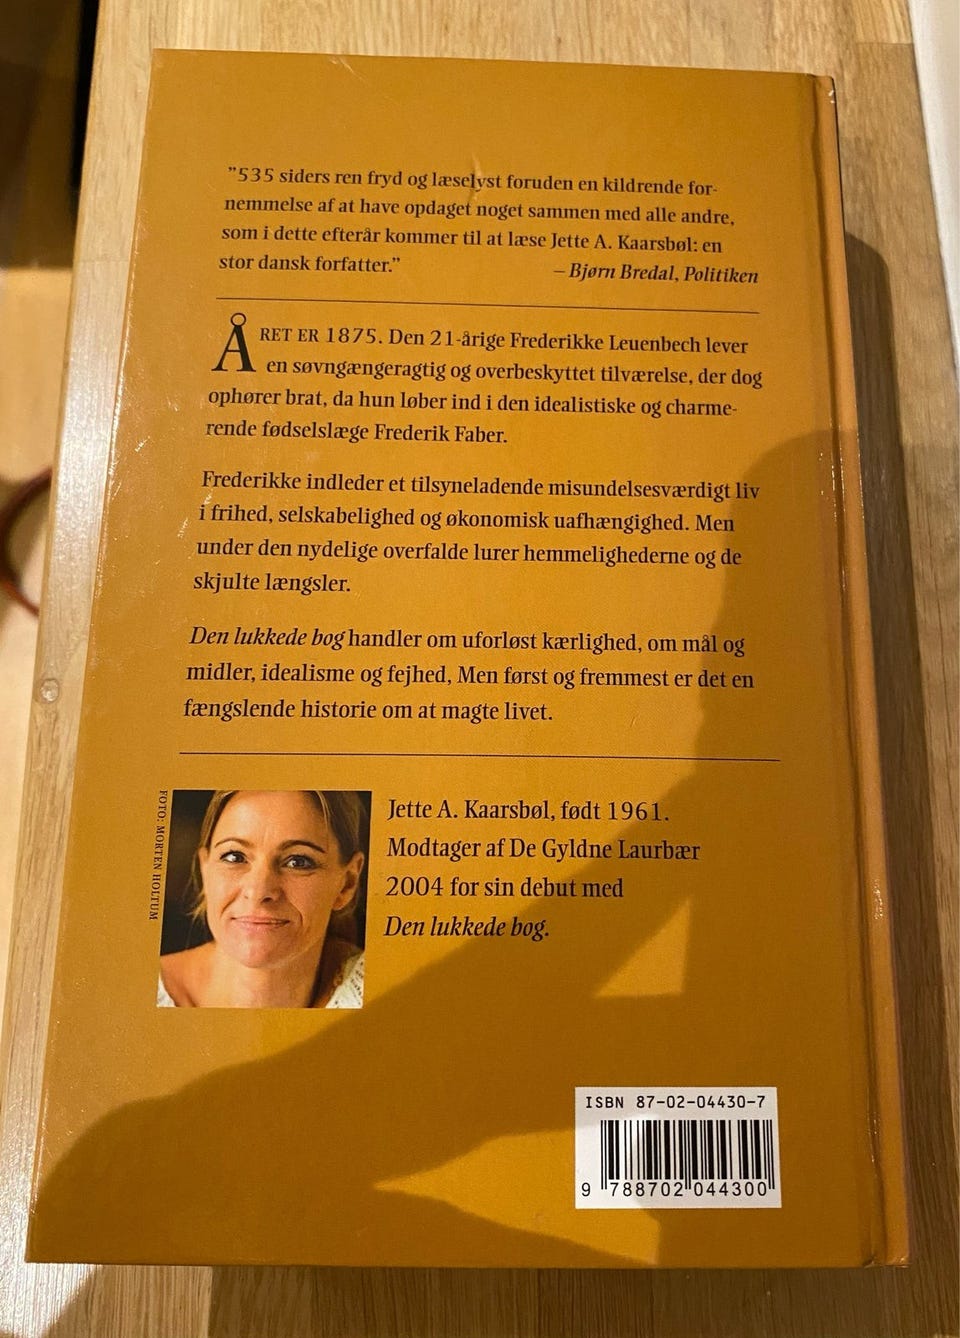 "535 siders ren fryd og læselyst foruden en kildrende for-
nemmelse af at have opdaget noget sammen med alle andre,
som i dette efterår kommer til at læse Jette A. Kaarsbøl: en
stor dansk forfatter."
– Bjørn Bredal, Politiken
ÅRET ER 1875. Den 21-årige Frederikke Leuenbech lever
en søvngængeragtig og overbeskyttet tilværelse, der dog
ophører brat, da hun løber ind i den idealistiske og charme-
rende fødselslæge Frederik Faber.
Frederikke indleder et tilsyneladende misundelsesværdigt liv
i frihed, selskabelighed og økonomisk uafhængighed. Men
under den nydelige overfalde lurer hemmelighederne og de
skjulte længsler.
Den lukkede bog handler om uforløst kærlighed, om mål og
midler, idealisme og fejhed, Men først og fremmest er det en
fængslende historie om at magte livet.
FOTO: MORTEN HOLTUM
Jette A. Kaarsbøl, født 1961.
Modtager af De Gyldne Laurbær
2004 for sin debut med
Den lukkede bog.
ISBN 87-02-04430-7
9 788702 044300